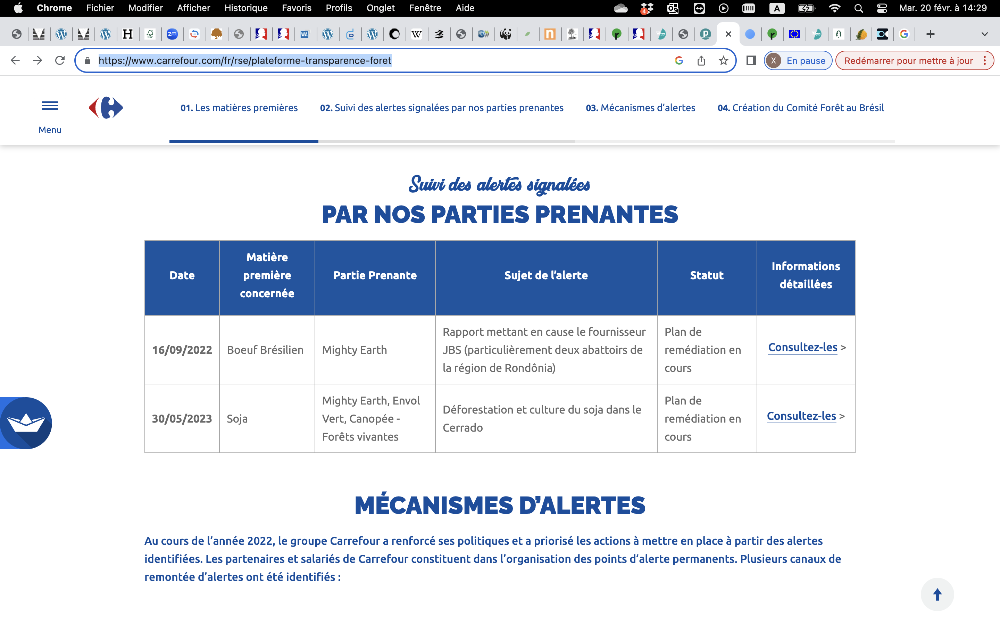 Chrome Fichier Modifier Afficher Historique Favoris Profils Onglet Fenêtre Aide 4 A Mar. 20 févr. à 14:29
H FSC zm WA W n r p r G
https://www.carrefour.com/fr/rse/plateforme-transparence-foret G X En pause Redémarrer pour mettre à jour
Menu
01. Les matières premières 02. Suivi des alertes signalées par nos parties prenantes 03. Mécanismes d’alertes 04. Création du Comité Forêt au Brésil
Suivi des alertes signalées
PAR NOS PARTIES PRENANTES
Date
Matière
première
concernée
Partie Prenante
Sujet de l’alerte
Statut
Informations
détaillées
16/09/2022
Boeuf Brésilien
Mighty Earth
Rapport mettant en cause le fournisseur
JBS (particulièrement deux abattoirs de
la région de Rondônia)
Plan de
remédiation en
cours
Consultez-les >
30/05/2023
Soja
Mighty Earth, Envol
Vert, Canopée -
Forêts vivantes
Déforestation et culture du soja dans le
Cerrado
Plan de
remédiation en
cours
Consultez-les >
MÉCANISMES D’ALERTES
Au cours de l’année 2022, le groupe Carrefour a renforcé ses politiques et a priorisé les actions à mettre en place à partir des alertes
identifiées. Les partenaires et salariés de Carrefour constituent dans l’organisation des points d’alerte permanents. Plusieurs canaux de
remontée d’alertes ont été identifiés :